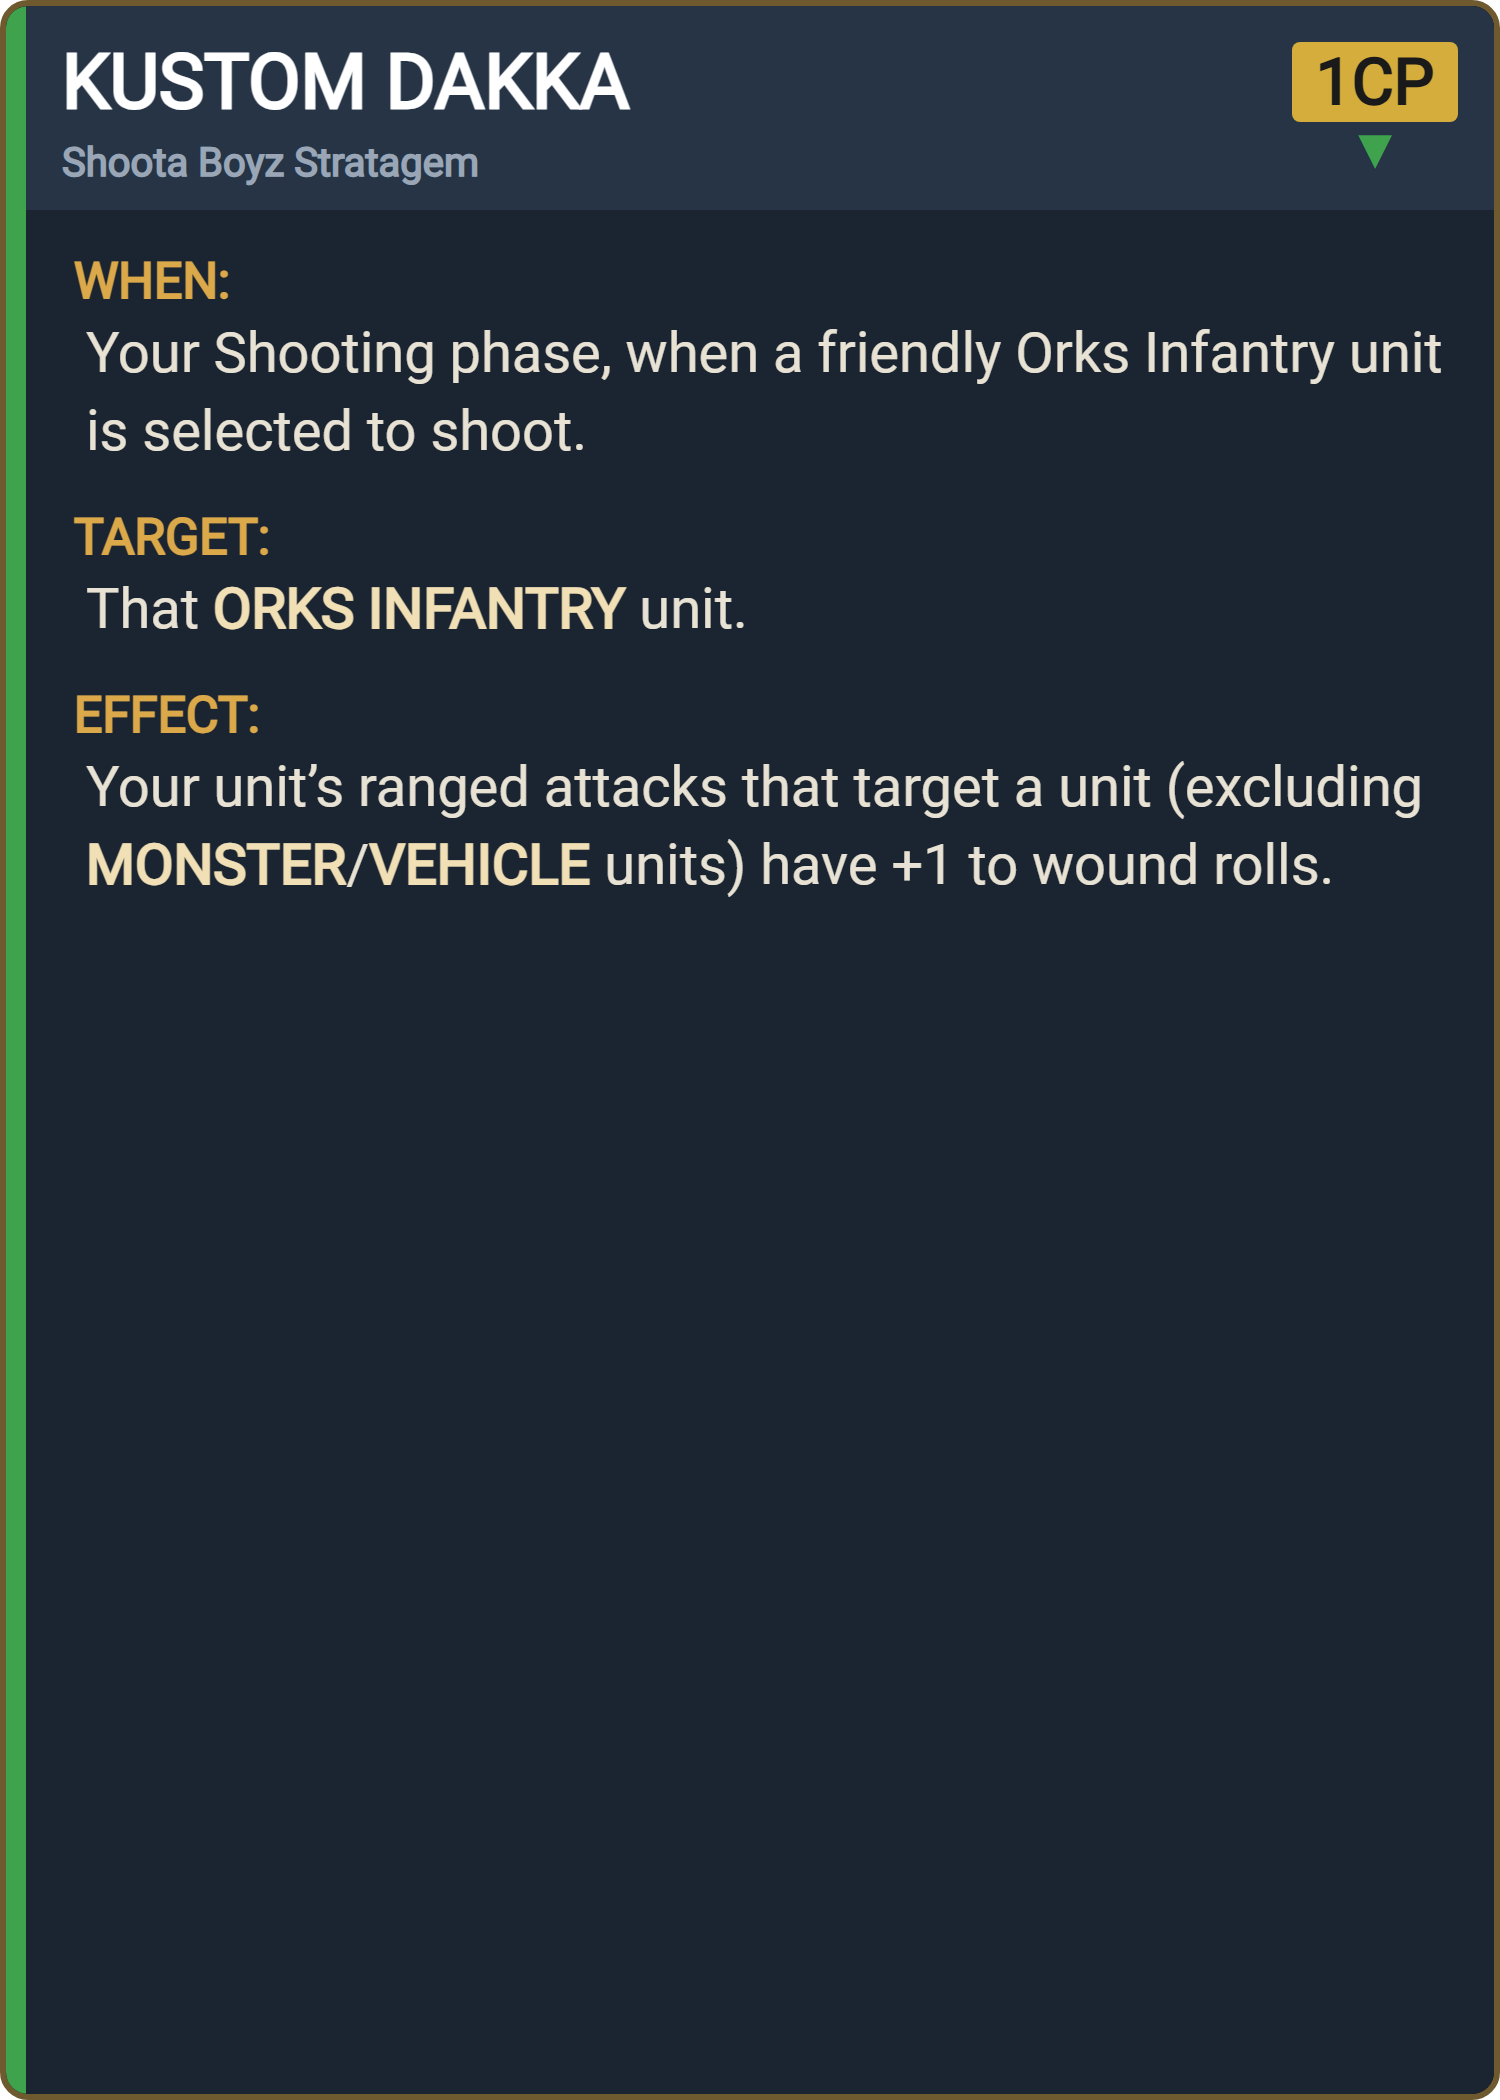 KUSTOM DAKKA
1CP
Shoota Boyz Stratagem
WHEN:
Your Shooting phase, when a friendly Orks Infantry unit
is selected to shoot.
TARGET:
That ORKS INFANTRY unit.
EFFECT:
Your unit’s ranged attacks that target a unit (excluding
MONSTER/VEHICLE units) have +1 to wound rolls.